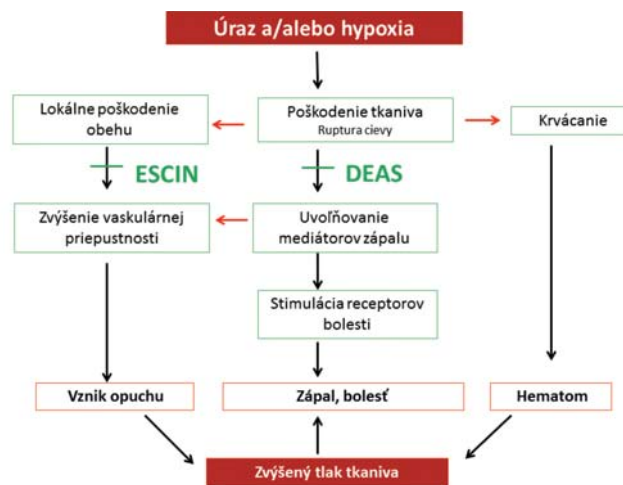 Úraz a/alebo hypoxia
Lokálne poškodenie
obehu
Poškodenie tkaniva
Ruptura cievy
Krvácanie
ESCIN
DEAS
Zvýšenie vaskulárnej
priepustnosti
Uvoľňovanie
mediátorov zápalu
Stimulácia receptorov
bolesti
Vznik opuchu
Zápal, bolesť
Hematom
Zvýšený tlak tkaniva